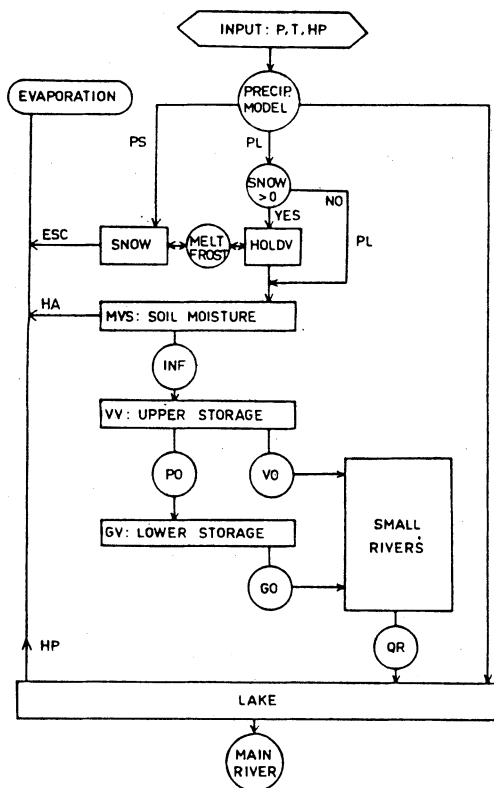 INPUT: P,T,HP
EVAPORATION
PRECIP.
MODEL
PS
PL
SNOW
>0
NO
YES
ESC
SNOW
MELT
FROST
HOLDV
PL
HA
MVS: SOIL MOISTURE
INF
VV: UPPER STORAGE
PO
VO
SMALL
RIVERS
GV: LOWER STORAGE
GO
HP
QR
LAKE
MAIN
RIVER